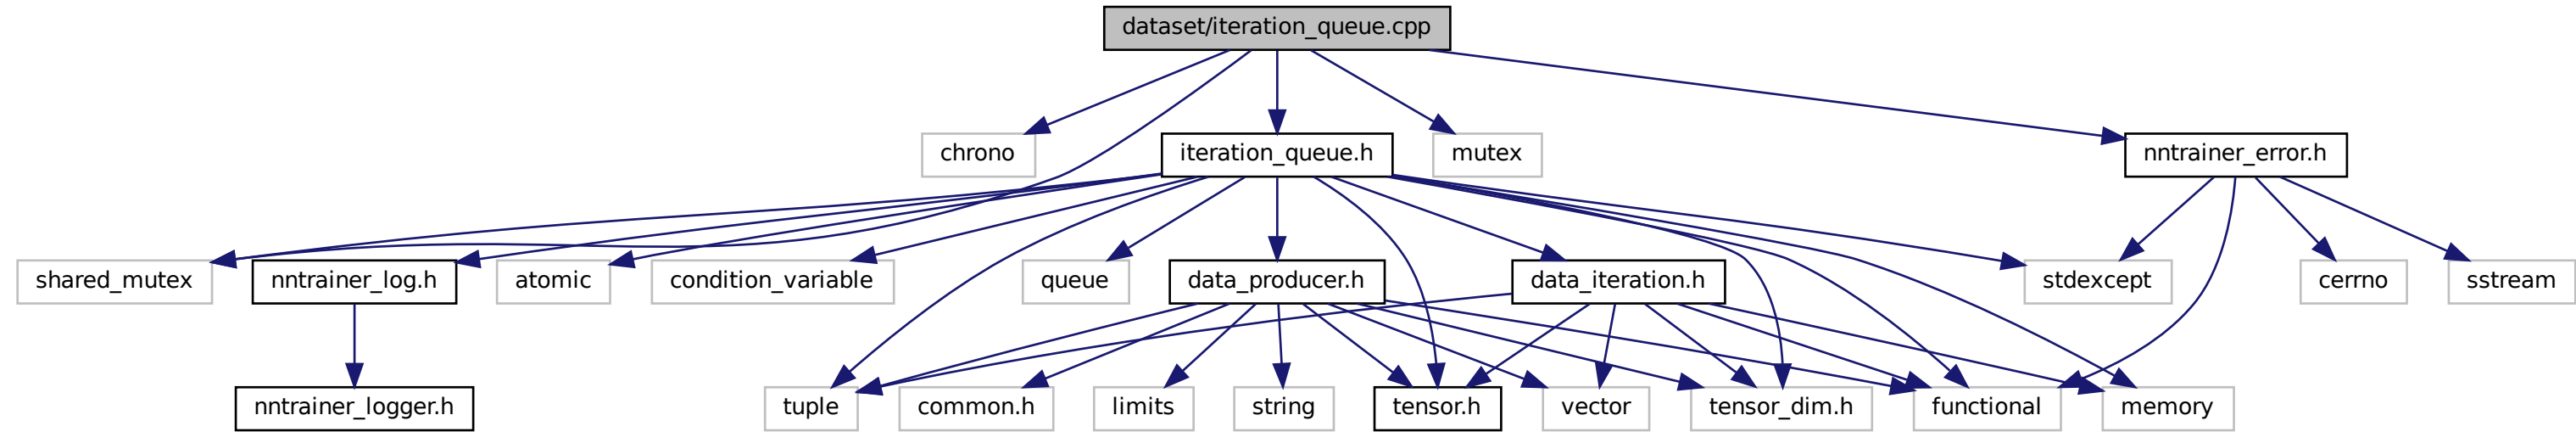 dataset/iteration_queue.cpp
chrono
iteration_queue.h
mutex
nntrainer_error.h
shared_mutex
nntrainer_log.h
atomic
condition_variable
queue
data_producer.h
data_iteration.h
stdexcept
cerrno
sstream
nntrainer_logger.h
tuple
common.h
limits
string
tensor.h
vector
tensor_dim.h
functional
memory